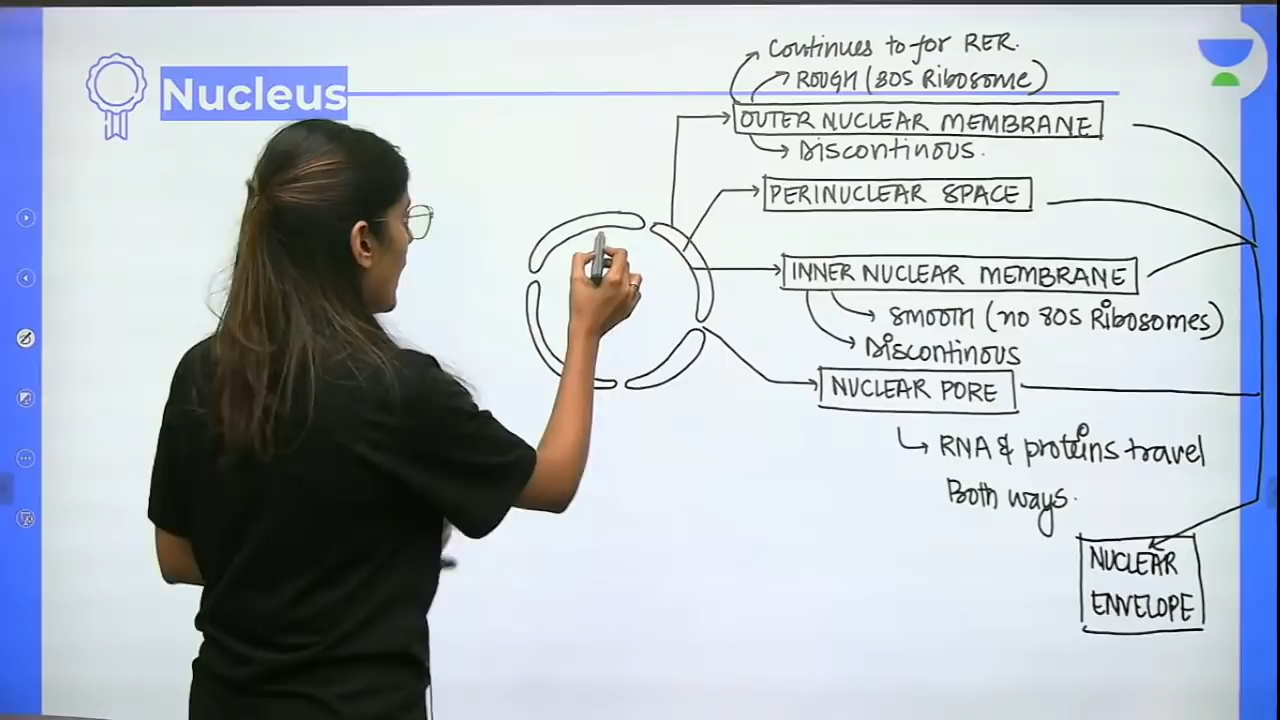 Nucleus
Continues to for RER.
ROUGH (80S Ribosome)
OUTER NUCLEAR MEMBRANE
Discontinous.
PERINUCLEAR SPACE
INNER NUCLEAR MEMBRANE
SMOOTH (no 80S Ribosomes)
Discontinous
NUCLEAR PORE
RNA & proteins travel
Both ways.
NUCLEAR
ENVELOPE